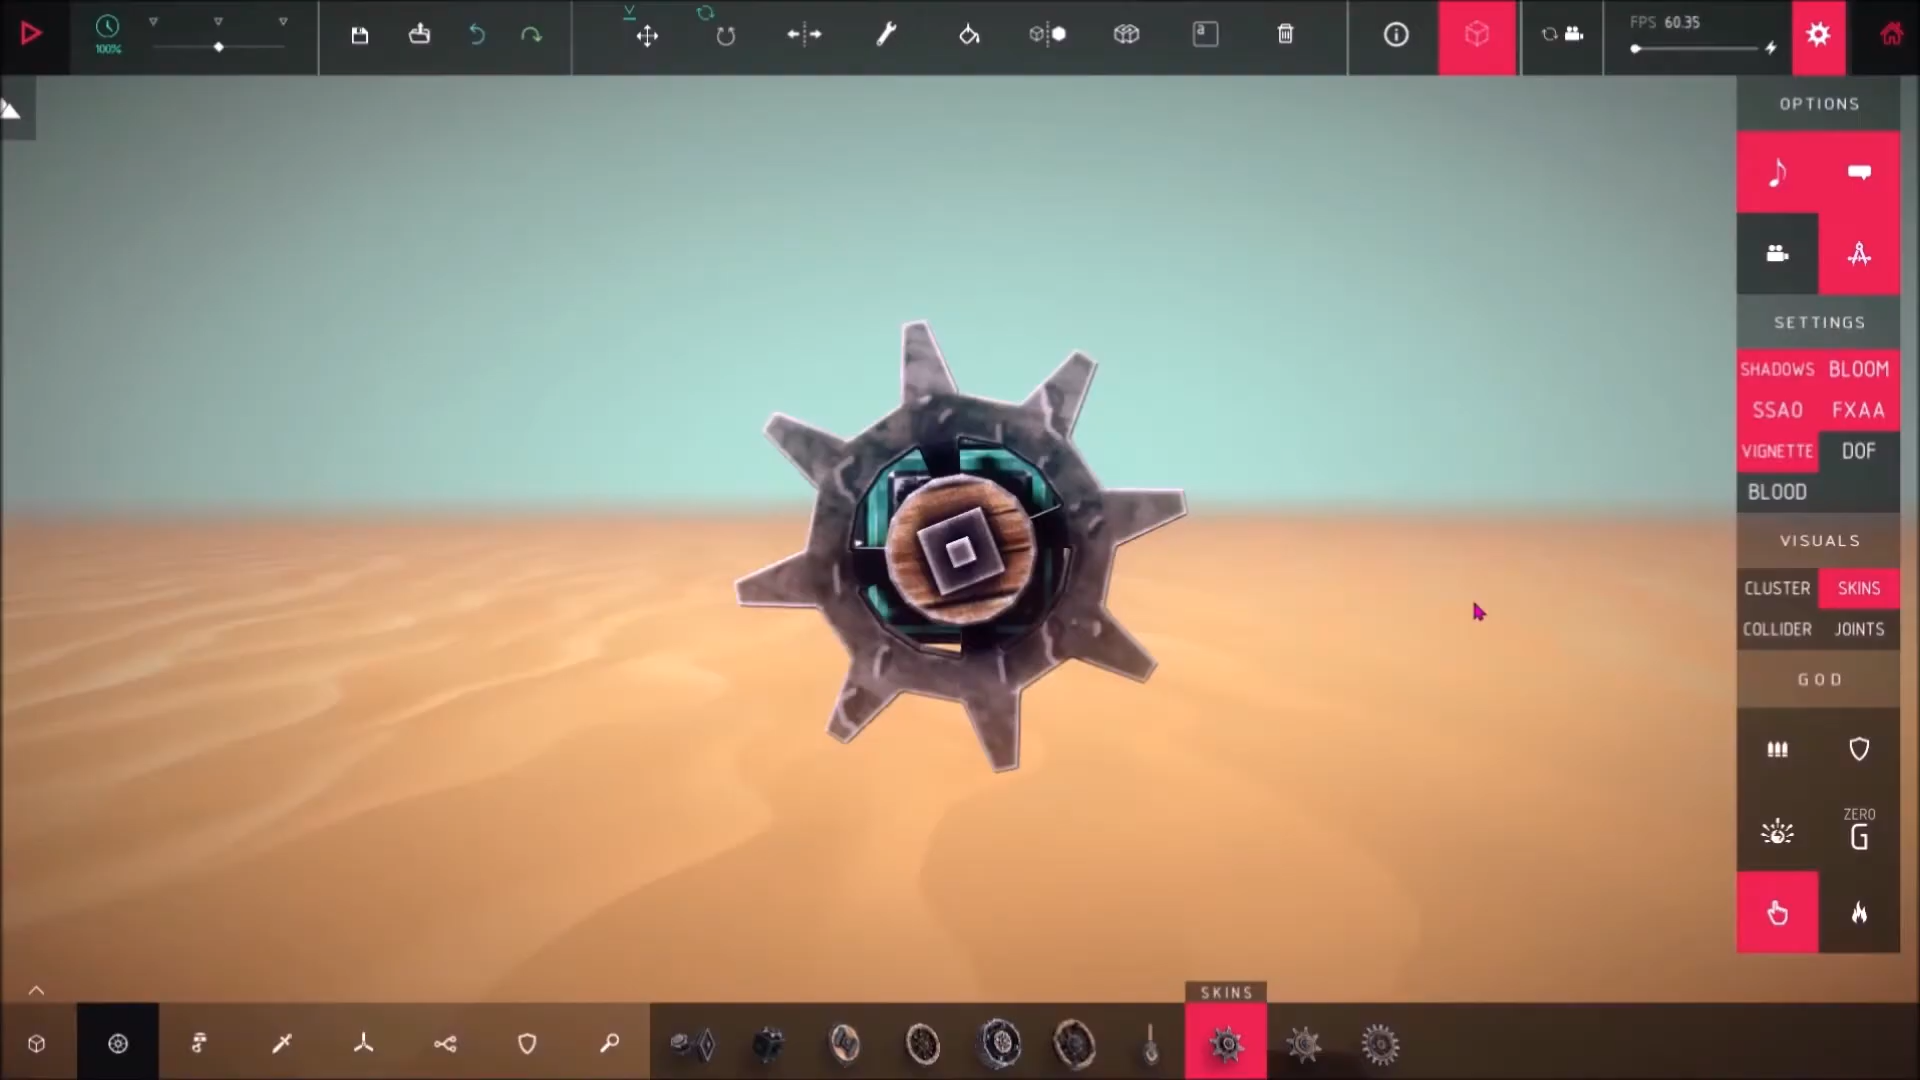 100%
a
FPS 60.35
OPTIONS
SETTINGS
SHADOWS BLOOM
SSAO FXAA
VIGNETTE DOF
BLOOD
VISUALS
CLUSTER SKINS
COLLIDER JOINTS
GOD
ZERO
G
SKINS